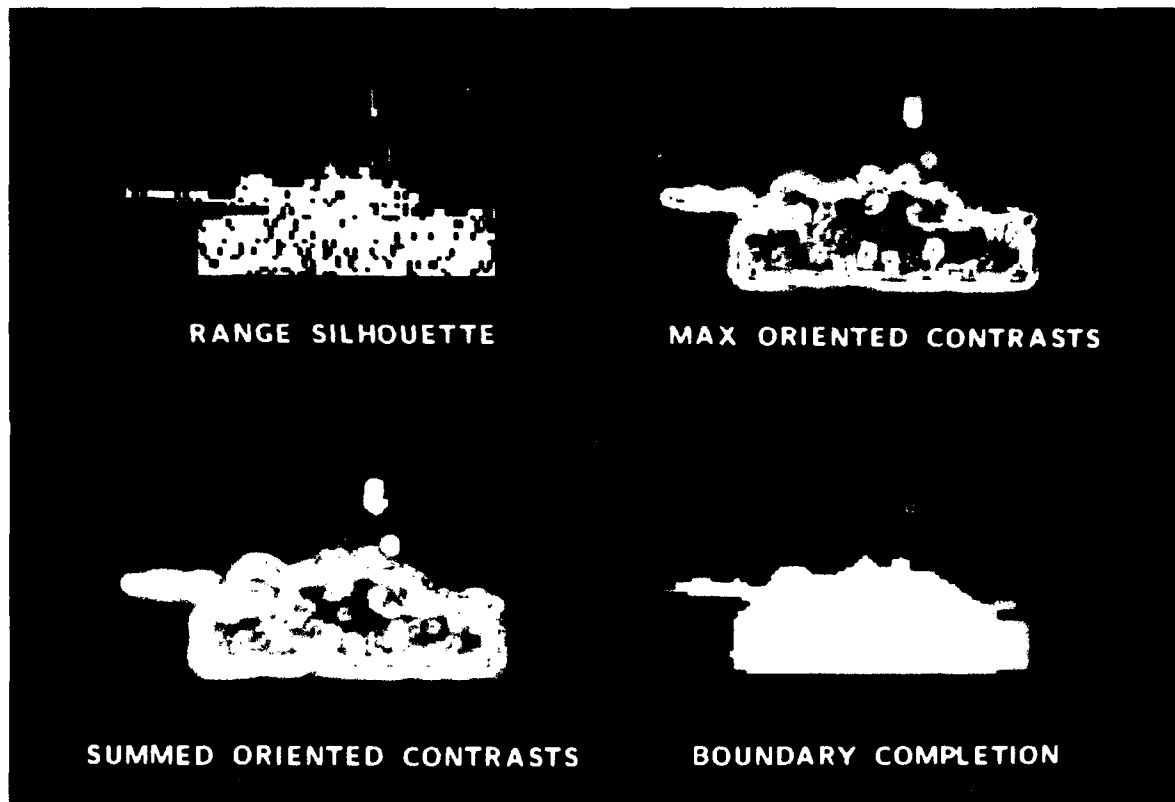 RANGE SILHOUETTE
MAX ORIENTED CONTRASTS
SUMMED ORIENTED CONTRASTS
BOUNDARY COMPLETION